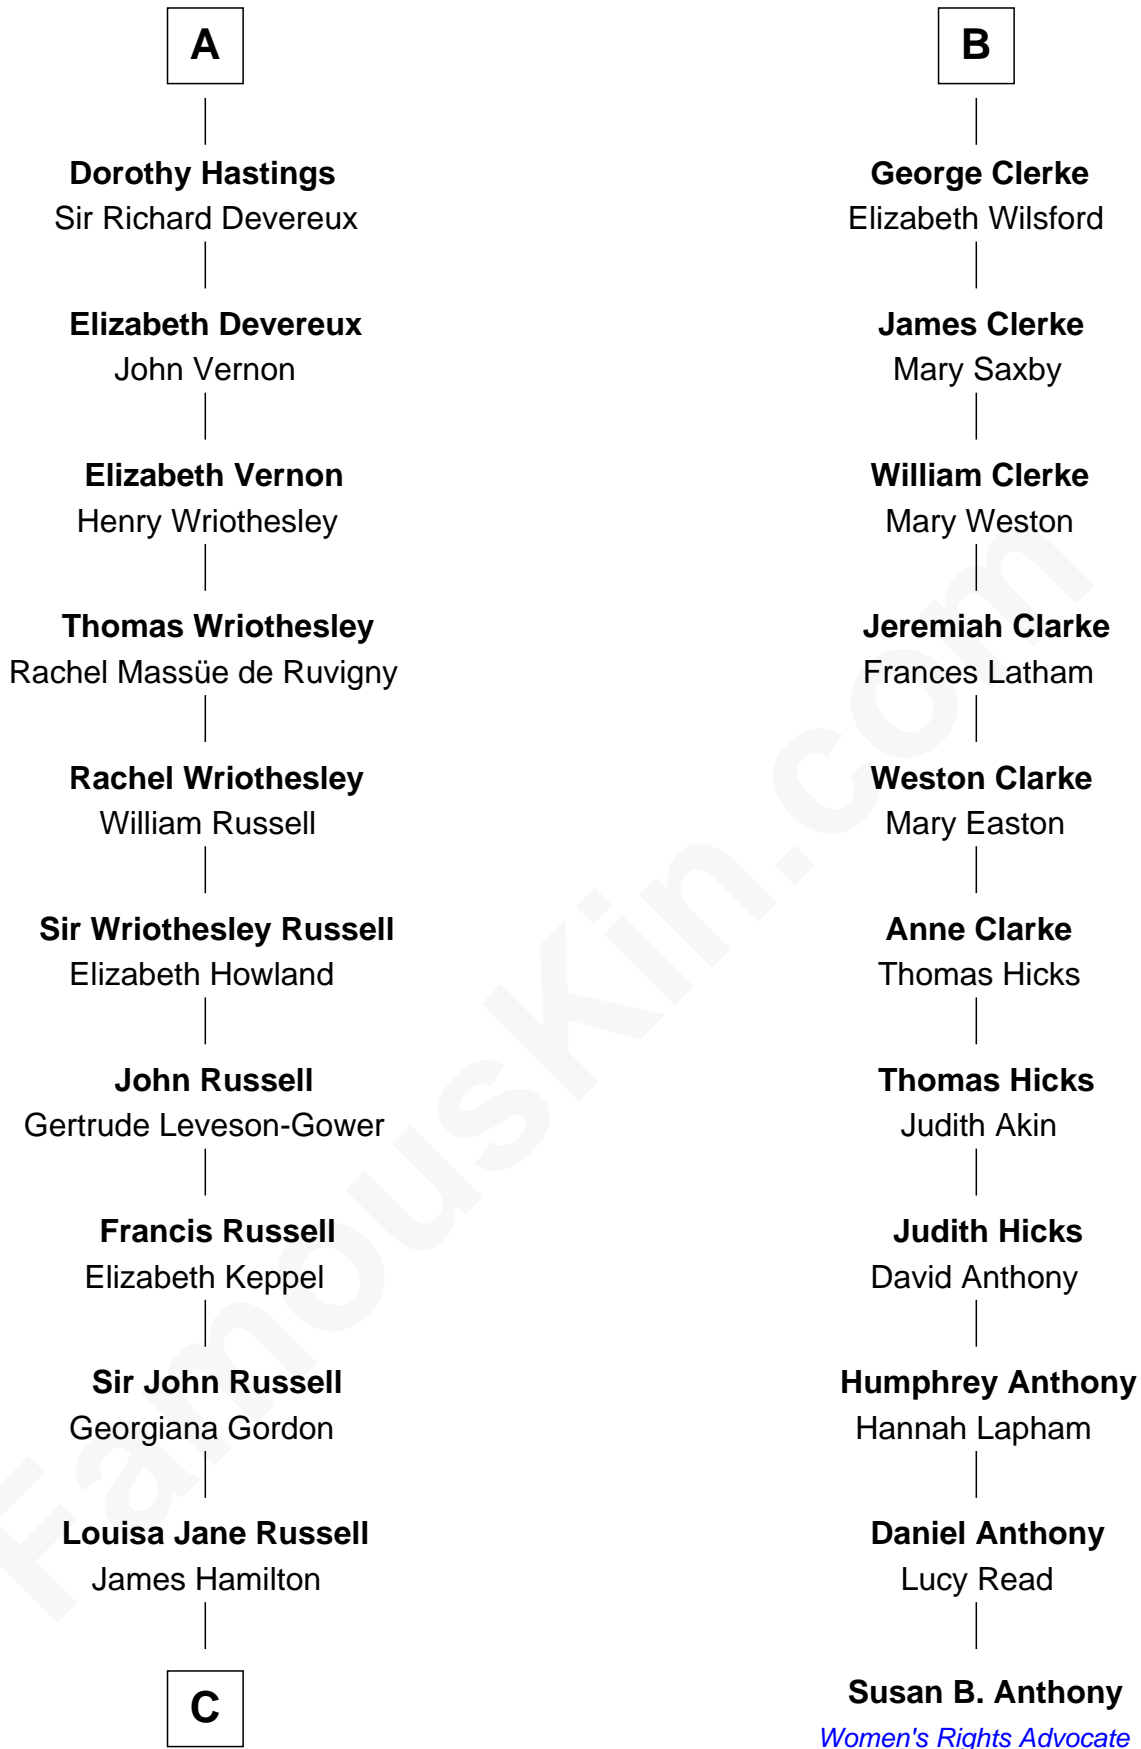 A
Dorothy Hastings
Sir Richard Devereux
Elizabeth Devereux
John Vernon
Elizabeth Vernon
Henry Wriothesley
Thomas Wriothesley
Rachel Massüe de Ruvigny
Rachel Wriothesley
William Russell
Sir Wriothesley Russell
Elizabeth Howland
John Russell
Gertrude Leveson-Gower
Francis Russell
Elizabeth Keppel
Sir John Russell
Georgiana Gordon
Louisa Jane Russell
James Hamilton
C
B
George Clerke
Elizabeth Wilsford
James Clerke
Mary Saxby
William Clerke
Mary Weston
Jeremiah Clarke
Frances Latham
Weston Clarke
Mary Easton
Anne Clarke
Thomas Hicks
Thomas Hicks
Judith Akin
Judith Hicks
David Anthony
Humphrey Anthony
Hannah Lapham
Daniel Anthony
Lucy Read
Susan B. Anthony
Women's Rights Advocate
FamousKin.com